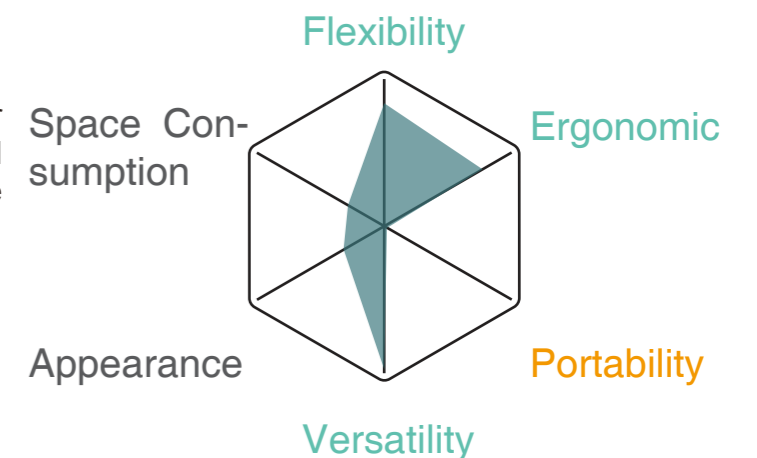 Flexibility
Space Con-
sumption
Ergonomic
Appearance
Portability
Versatility